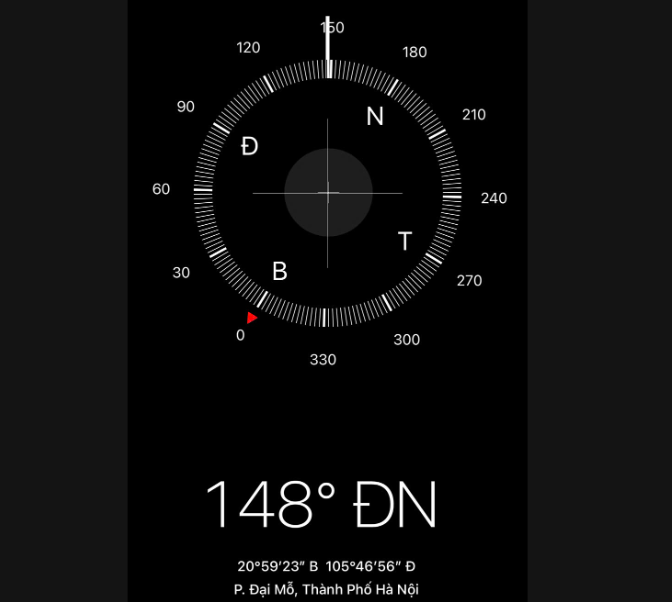 150
120
180
90
N
210
Đ
60
240
T
30
B
270
0
300
330
148° ĐN
20°59′23″ B 105°46′56″ Đ
P. Đại Mỗ, Thành Phố Hà Nội